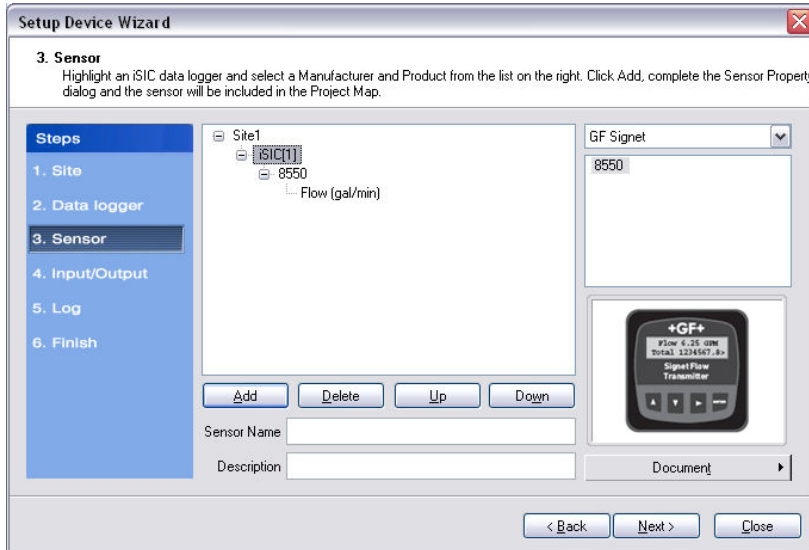 Setup Device Wizard
3. Sensor
Highlight an iSIC data logger and select a Manufacturer and Product from the list on the right. Click Add, complete the Sensor Property
dialog and the sensor will be included in the Project Map.
Steps
1. Site
2. Data logger
3. Sensor
4. Input/Output
5. Log
6. Finish
Site1
iSIC[1]
8550
Flow (gal/min)
GF Signet
8550
+GF+
Flow 6.25 GPM
Total 1234567.8>
Signet Flow
Transmitter
Add
Delete
Up
Down
Sensor Name
Description
Document
< Back
Next >
Close